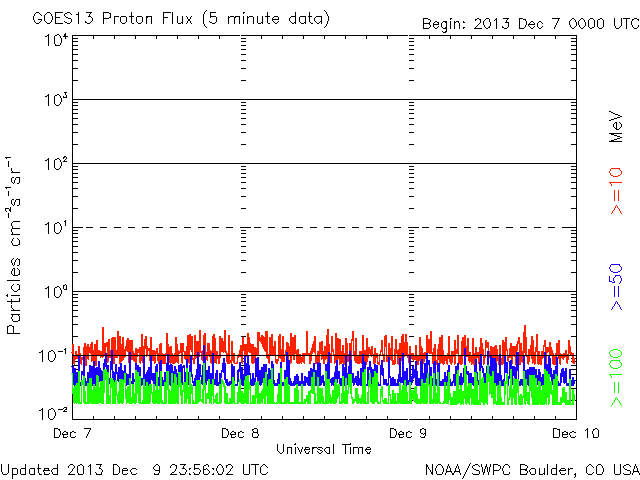 GOES13 Proton Flux (5 minute data)
Begin: 2013 Dec 7 0000 UTC
10⁴
10³
10²
10¹
10⁰
10⁻¹
10⁻²
Particles cm⁻²s⁻¹sr⁻¹
MeV
>=10
>=50
>=100
Dec 7
Dec 8
Dec 9
Dec 10
Universal Time
Updated 2013 Dec 9 23:56:02 UTC
NOAA/SWPC Boulder, CO USA